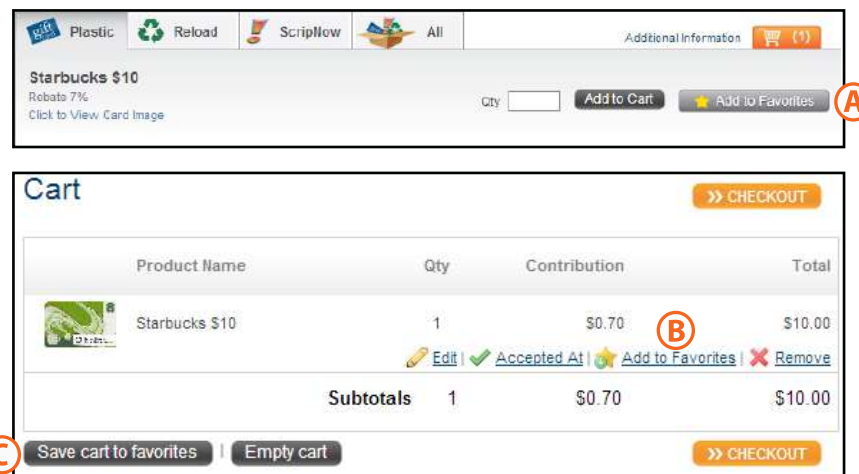 gift Plastic Reload ScripNow All Additional Information (1)
Starbucks $10
Rebate 7%
Click to View Card Image
Qty Add to Cart Add to Favorites A
Cart
» CHECKOUT
Product Name Qty Contribution Total
Starbucks $10 1 $0.70 $10.00
B
Edit | Accepted At | Add to Favorites | Remove
Subtotals 1 $0.70 $10.00
C Save cart to favorites | Empty cart » CHECKOUT